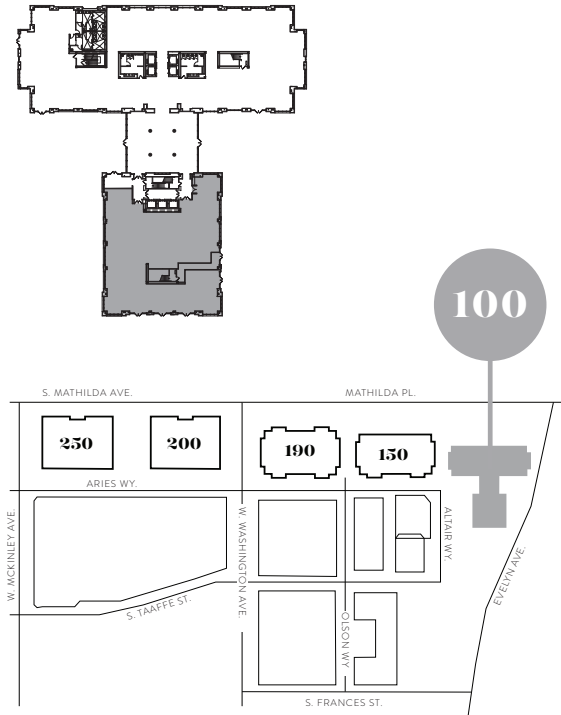 100
S. MATHILDA AVE.
MATHILDA PL.
250
200
190
150
ARIES WY.
W. MCKINLEY AVE.
W. WASHINGTON AVE.
ALTAIR WY.
EVELYN AVE.
S. TAAFFE ST.
OLSON WY
S. FRANCES ST.